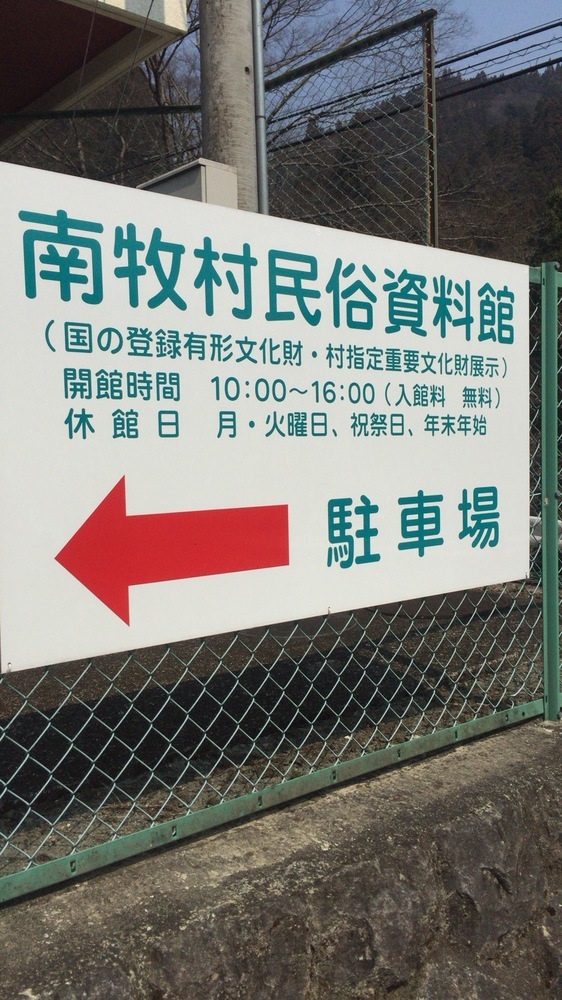 南牧村民俗資料館
(国の登録有形文化財・村指定重要文化財展示)
開館時間 10:00~16:00(入館料 無料)
休館日 月・火曜日、祝祭日、年末年始
駐車場